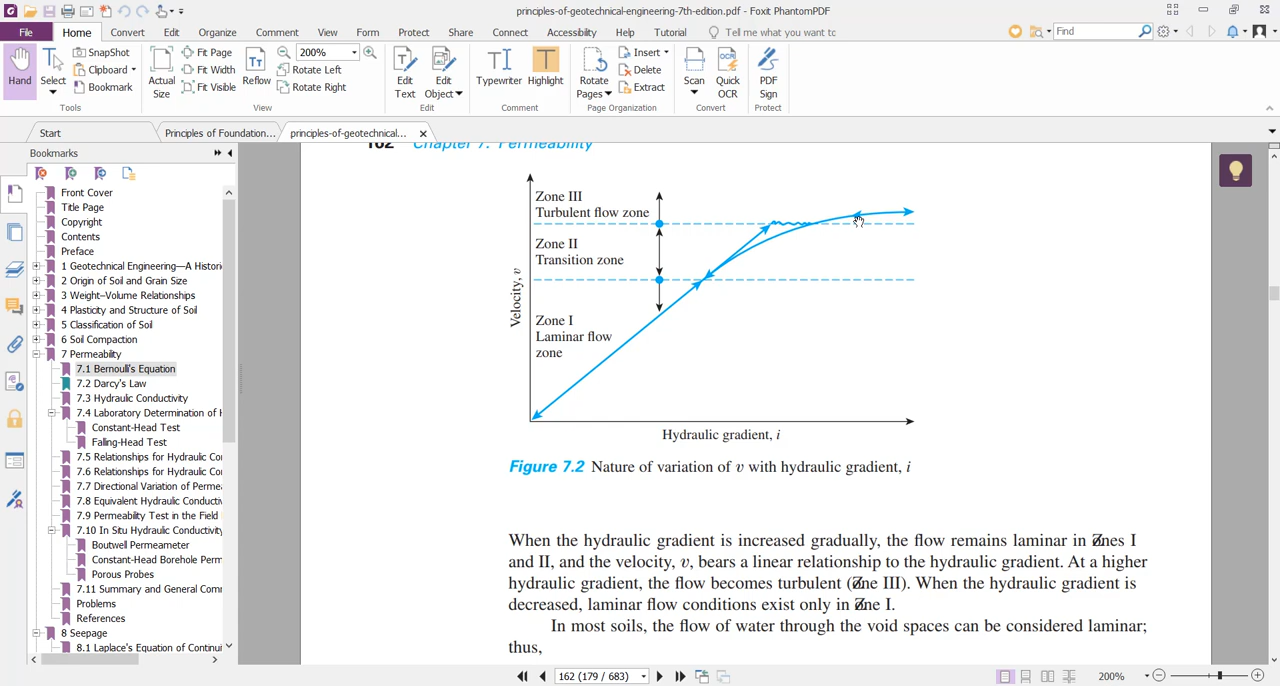 principles-of-geotechnical-engineering-7th-edition.pdf - Foxit PhantomPDF
File Home Convert Edit Organize Comment View Form Protect Share Connect Accessibility Help Tutorial Tell me what you want tc Find
Hand Select SnapShot Clipboard Bookmark
Actual Size Fit Page Fit Width Fit Visible Reflow 200% Rotate Left Rotate Right
Edit Text Edit Object Typewriter Highlight Rotate Pages Insert Delete Extract Scan Quick OCR PDF Sign
Tools View Edit Comment Page Organization Convert Protect
Start Principles of Foundation... principles-of-geotechnical...
Bookmarks
Front Cover
Title Page
Copyright
Contents
Preface
1 Geotechnical Engineering—A Histori
2 Origin of Soil and Grain Size
3 Weight–Volume Relationships
4 Plasticity and Structure of Soil
5 Classification of Soil
6 Soil Compaction
7 Permeability
7.1 Bernoulli's Equation
7.2 Darcy's Law
7.3 Hydraulic Conductivity
7.4 Laboratory Determination of H
Constant-Head Test
Falling-Head Test
7.5 Relationships for Hydraulic Co
7.6 Relationships for Hydraulic Co
7.7 Directional Variation of Perme
7.8 Equivalent Hydraulic Conducti
7.9 Permeability Test in the Field
7.10 In Situ Hydraulic Conductivity
Boutwell Permeameter
Constant-Head Borehole Perm
Porous Probes
7.11 Summary and General Comr
Problems
References
8 Seepage
8.1 Laplace's Equation of Continui
162 Chapter 7: Permeability
Zone III
Turbulent flow zone
Zone II
Transition zone
Zone I
Laminar flow
zone
Velocity, v
Hydraulic gradient, i
Figure 7.2 Nature of variation of v with hydraulic gradient, i
When the hydraulic gradient is increased gradually, the flow remains laminar in Zones I
and II, and the velocity, v, bears a linear relationship to the hydraulic gradient. At a higher
hydraulic gradient, the flow becomes turbulent (Zone III). When the hydraulic gradient is
decreased, laminar flow conditions exist only in Zone I.
In most soils, the flow of water through the void spaces can be considered laminar;
thus,
162 (179 / 683) 200%